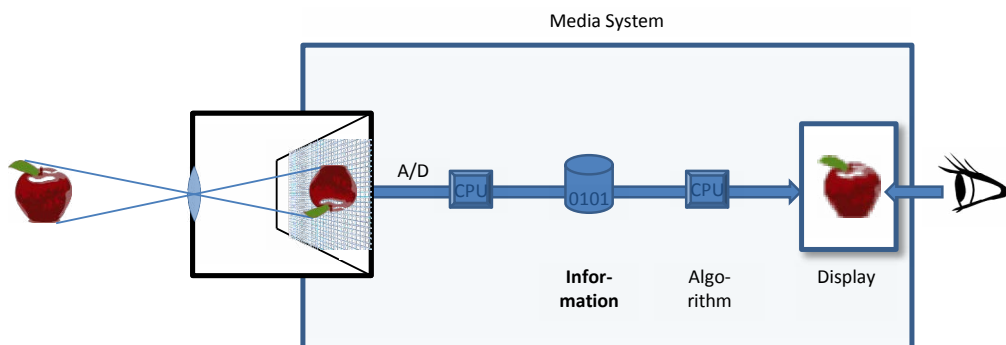 Media System
A/D
CPU
0101
CPU
Infor-
mation
Algo-
rithm
Display